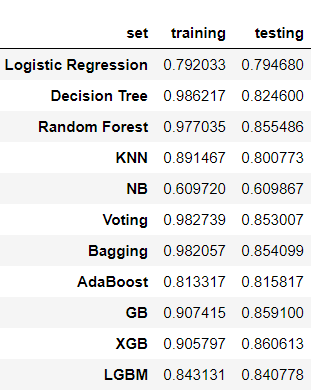 set training testing
Logistic Regression 0.792033 0.794680
Decision Tree 0.986217 0.824600
Random Forest 0.977035 0.855486
KNN 0.891467 0.800773
NB 0.609720 0.609867
Voting 0.982739 0.853007
Bagging 0.982057 0.854099
AdaBoost 0.813317 0.815817
GB 0.907415 0.859100
XGB 0.905797 0.860613
LGBM 0.843131 0.840778